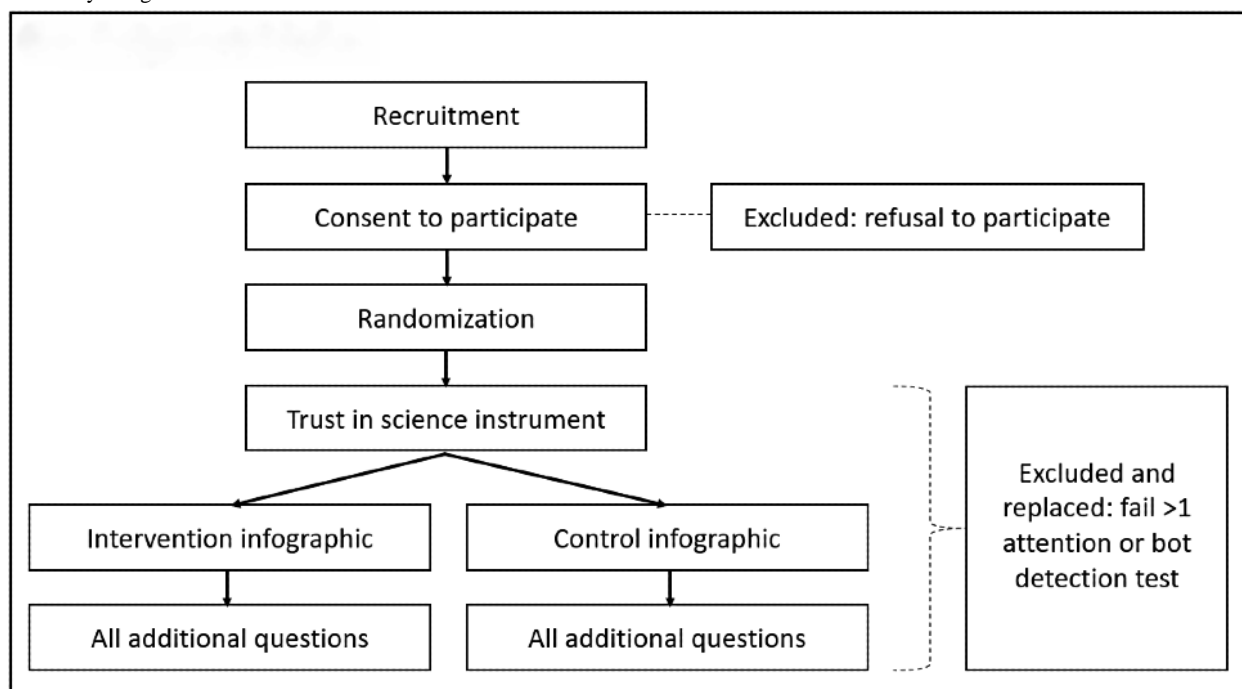 Recruitment
Consent to participate
Excluded: refusal to participate
Randomization
Trust in science instrument
Intervention infographic
Control infographic
All additional questions
All additional questions
Excluded and
replaced: fail >1
attention or bot
detection test